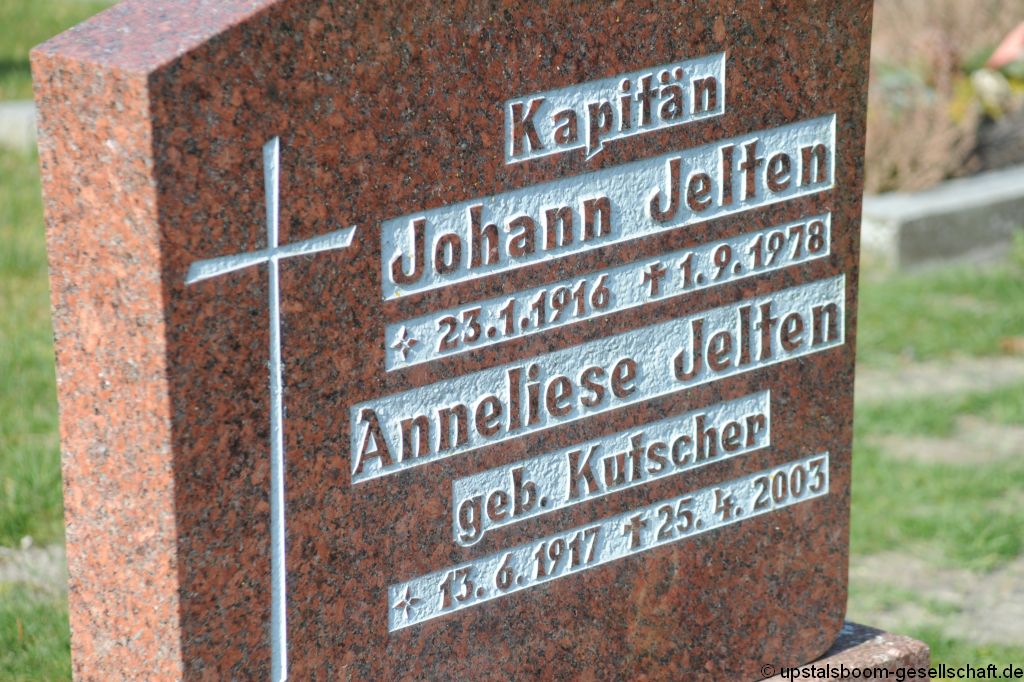 Kapitän
Johann Jelten
✧ 23.1.1916 ✝ 1.9.1978
Anneliese Jelten
geb. Kutscher
✧ 13.6.1917 ✝ 25.4.2003
© upstalsboom-gesellschaft.de